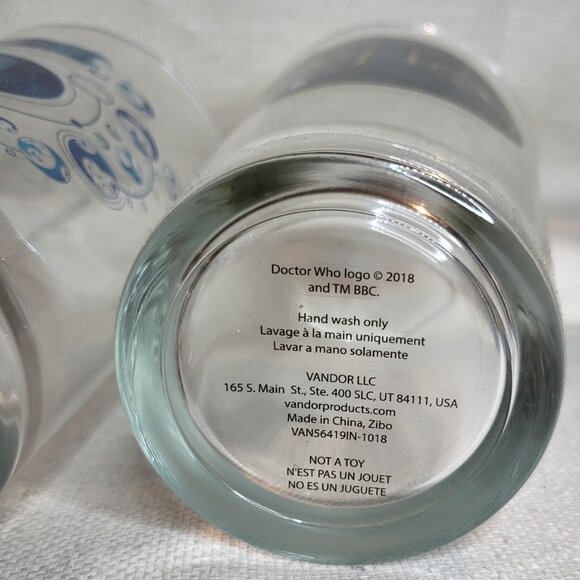 Doctor Who logo © 2018
and TM BBC.
Hand wash only
Lavage à la main uniquement
Lavar a mano solamente
VANDOR LLC
165 S. Main St., Ste. 400 SLC, UT 84111, USA
vandorproducts.com
Made in China, Zibo
VAN56419IN-1018
NOT A TOY
N'EST PAS UN JOUET
NO ES UN JUGUETE